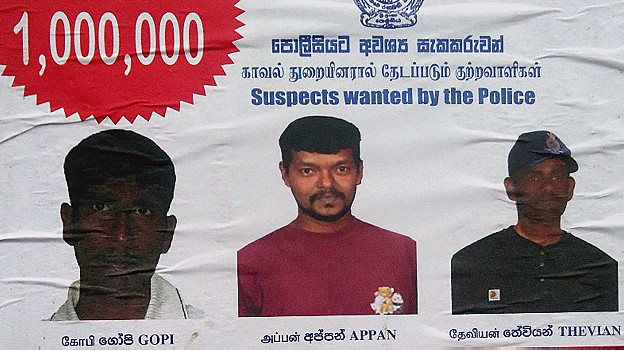 1,000,000
පොලීසියට අවශ්‍ය සැකකරුවන්
காவல் துறையினரால் தேடப்படும் குற்றவாளிகள்
Suspects wanted by the Police
කෝපි கோபி GOPI
අප්පන් அப்பன் APPAN
දේවියන් தேவியன் THEVIAN